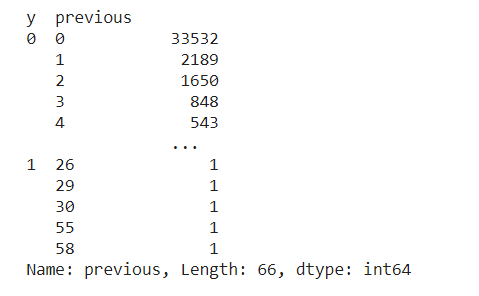 y  previous
0  0           33532
   1            2189
   2            1650
   3             848
   4             543
               ...
1  26              1
   29              1
   30              1
   55              1
   58              1
Name: previous, Length: 66, dtype: int64